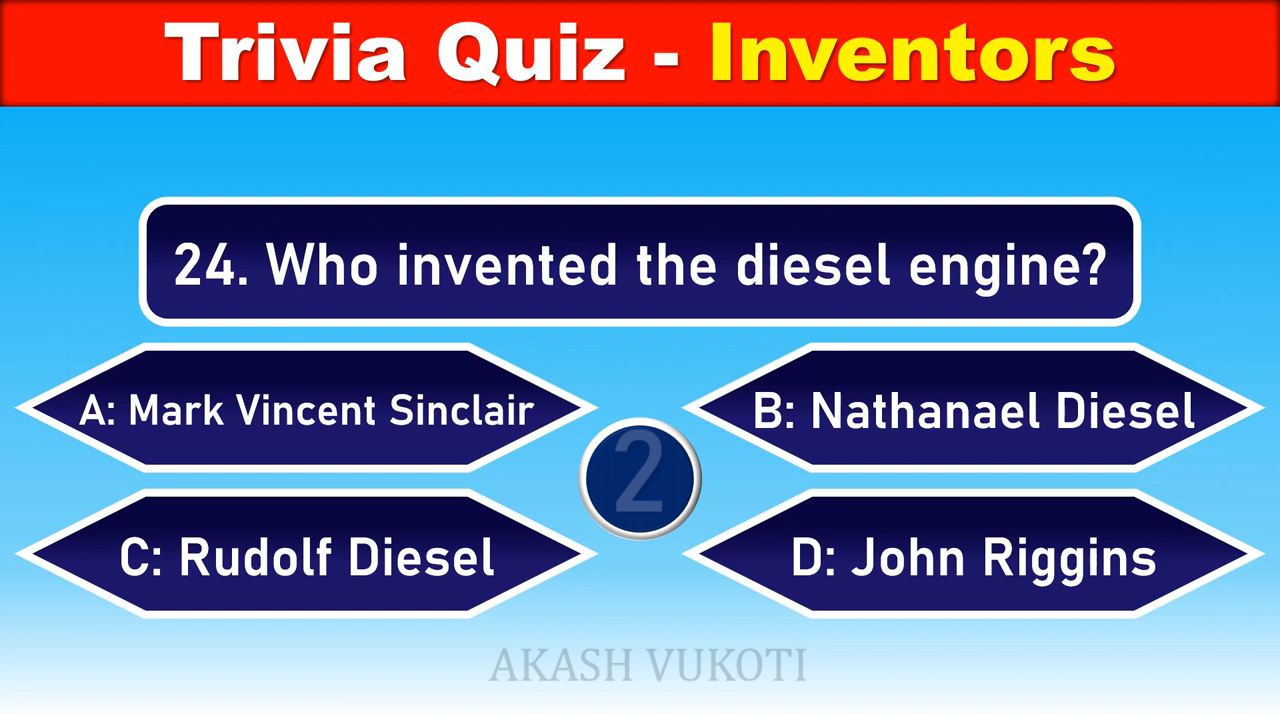 Trivia Quiz - Inventors
24. Who invented the diesel engine?
A: Mark Vincent Sinclair
B: Nathanael Diesel
2
C: Rudolf Diesel
D: John Riggins
AKASH VUKOTI